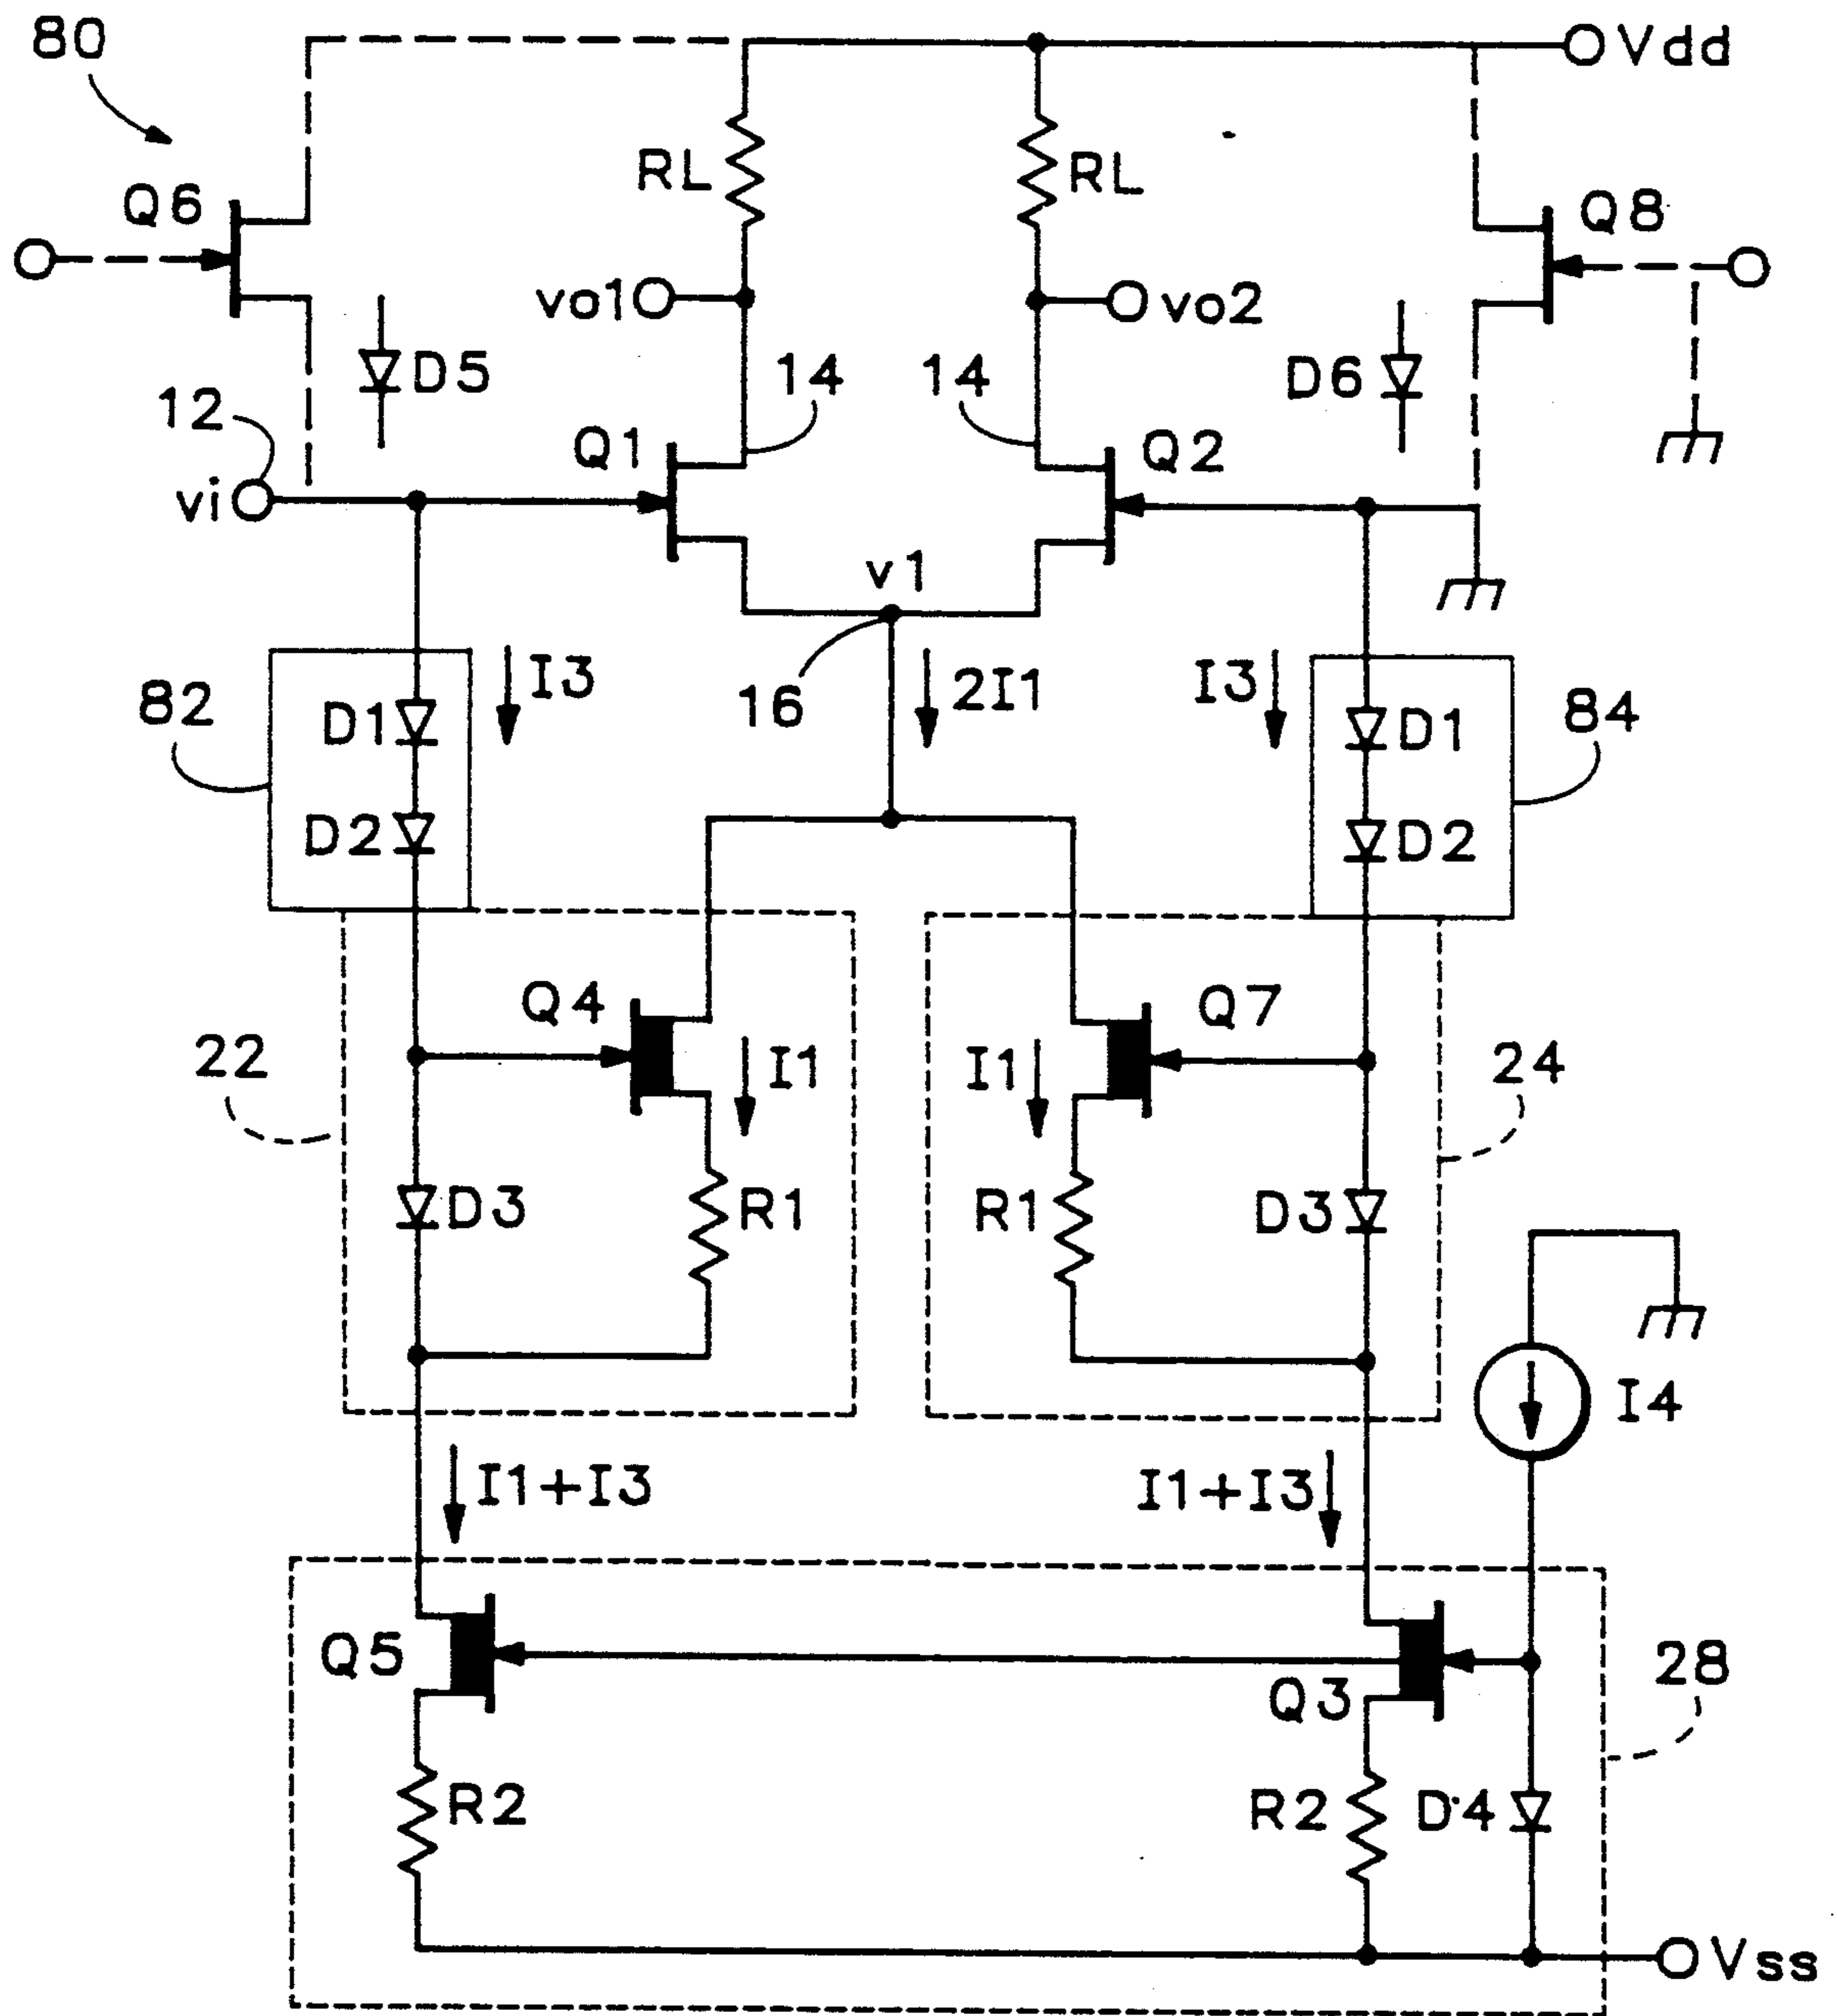 80
Vdd
RL
RL
Q6
Q8
vo1
vo2
D5
14
14
D6
12
Q1
Q2
vi
v1
I3
2I1
I3
82
16
84
D1
D1
D2
D2
Q4
Q7
22
I1
I1
24
D3
R1
R1
D3
I4
I1+I3
I1+I3
Q5
28
Q3
R2
R2
D4
Vss